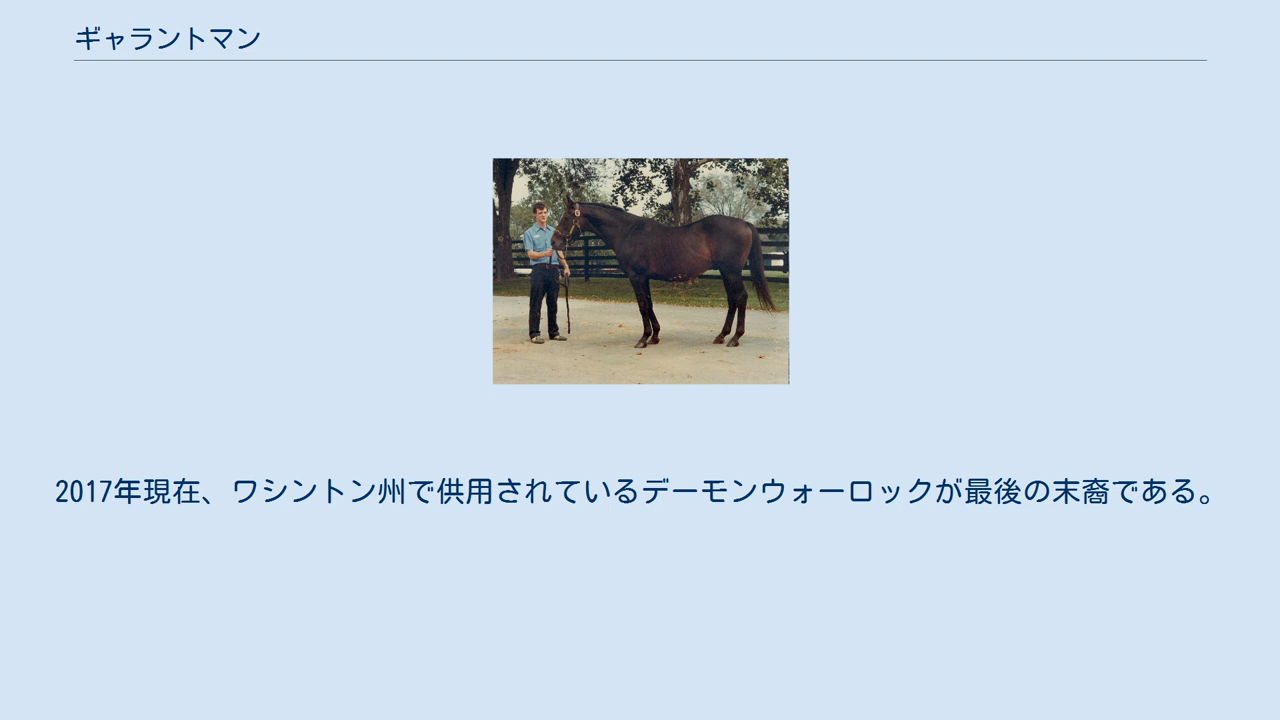 ギャラントマン
2017年現在、ワシントン州で供用されているデーモンウォーロックが最後の末裔である。